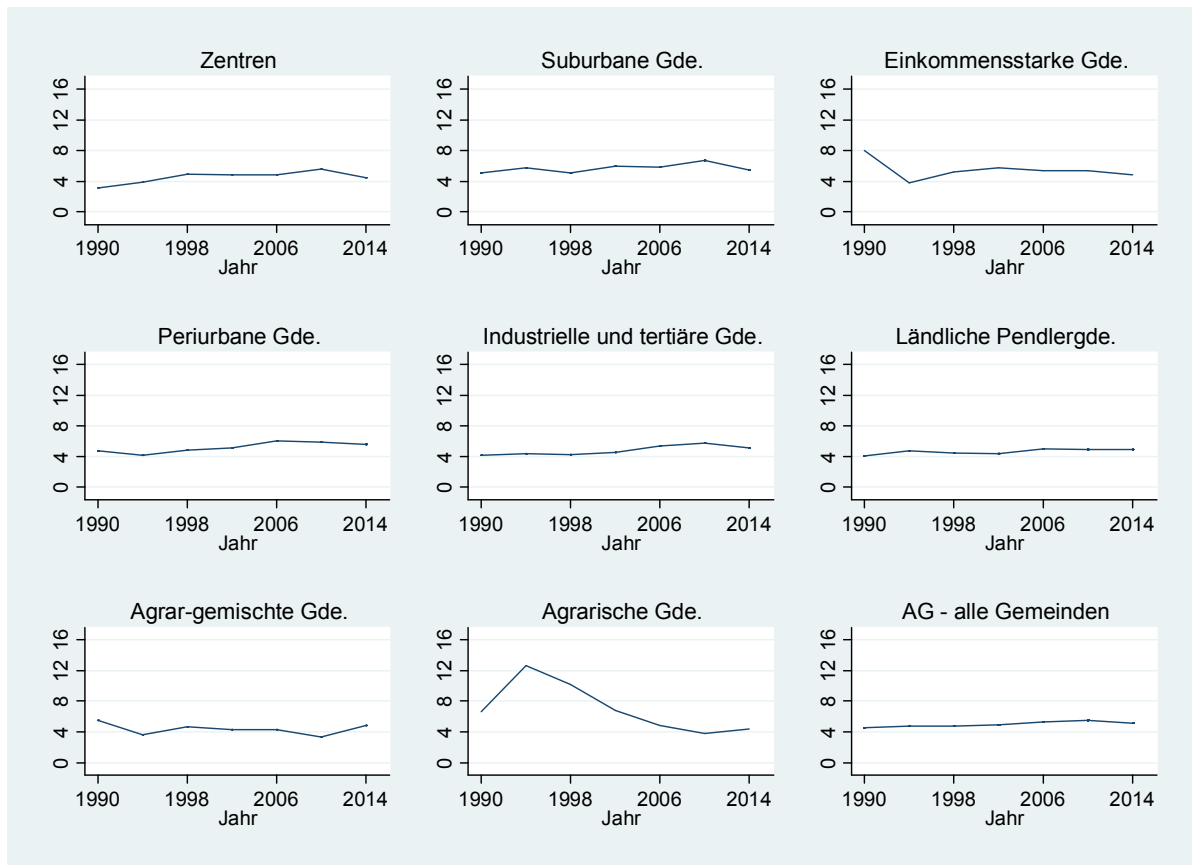 Zentren
16
12
8
4
0
1990 1998 2006 2014
Jahr
Suburbane Gde.
16
12
8
4
0
1990 1998 2006 2014
Jahr
Einkommensstarke Gde.
16
12
8
4
0
1990 1998 2006 2014
Jahr
Periurbane Gde.
16
12
8
4
0
1990 1998 2006 2014
Jahr
Industrielle und tertiäre Gde.
16
12
8
4
0
1990 1998 2006 2014
Jahr
Ländliche Pendlergde.
16
12
8
4
0
1990 1998 2006 2014
Jahr
Agrar-gemischte Gde.
16
12
8
4
0
1990 1998 2006 2014
Jahr
Agrarische Gde.
16
12
8
4
0
1990 1998 2006 2014
Jahr
AG - alle Gemeinden
16
12
8
4
0
1990 1998 2006 2014
Jahr